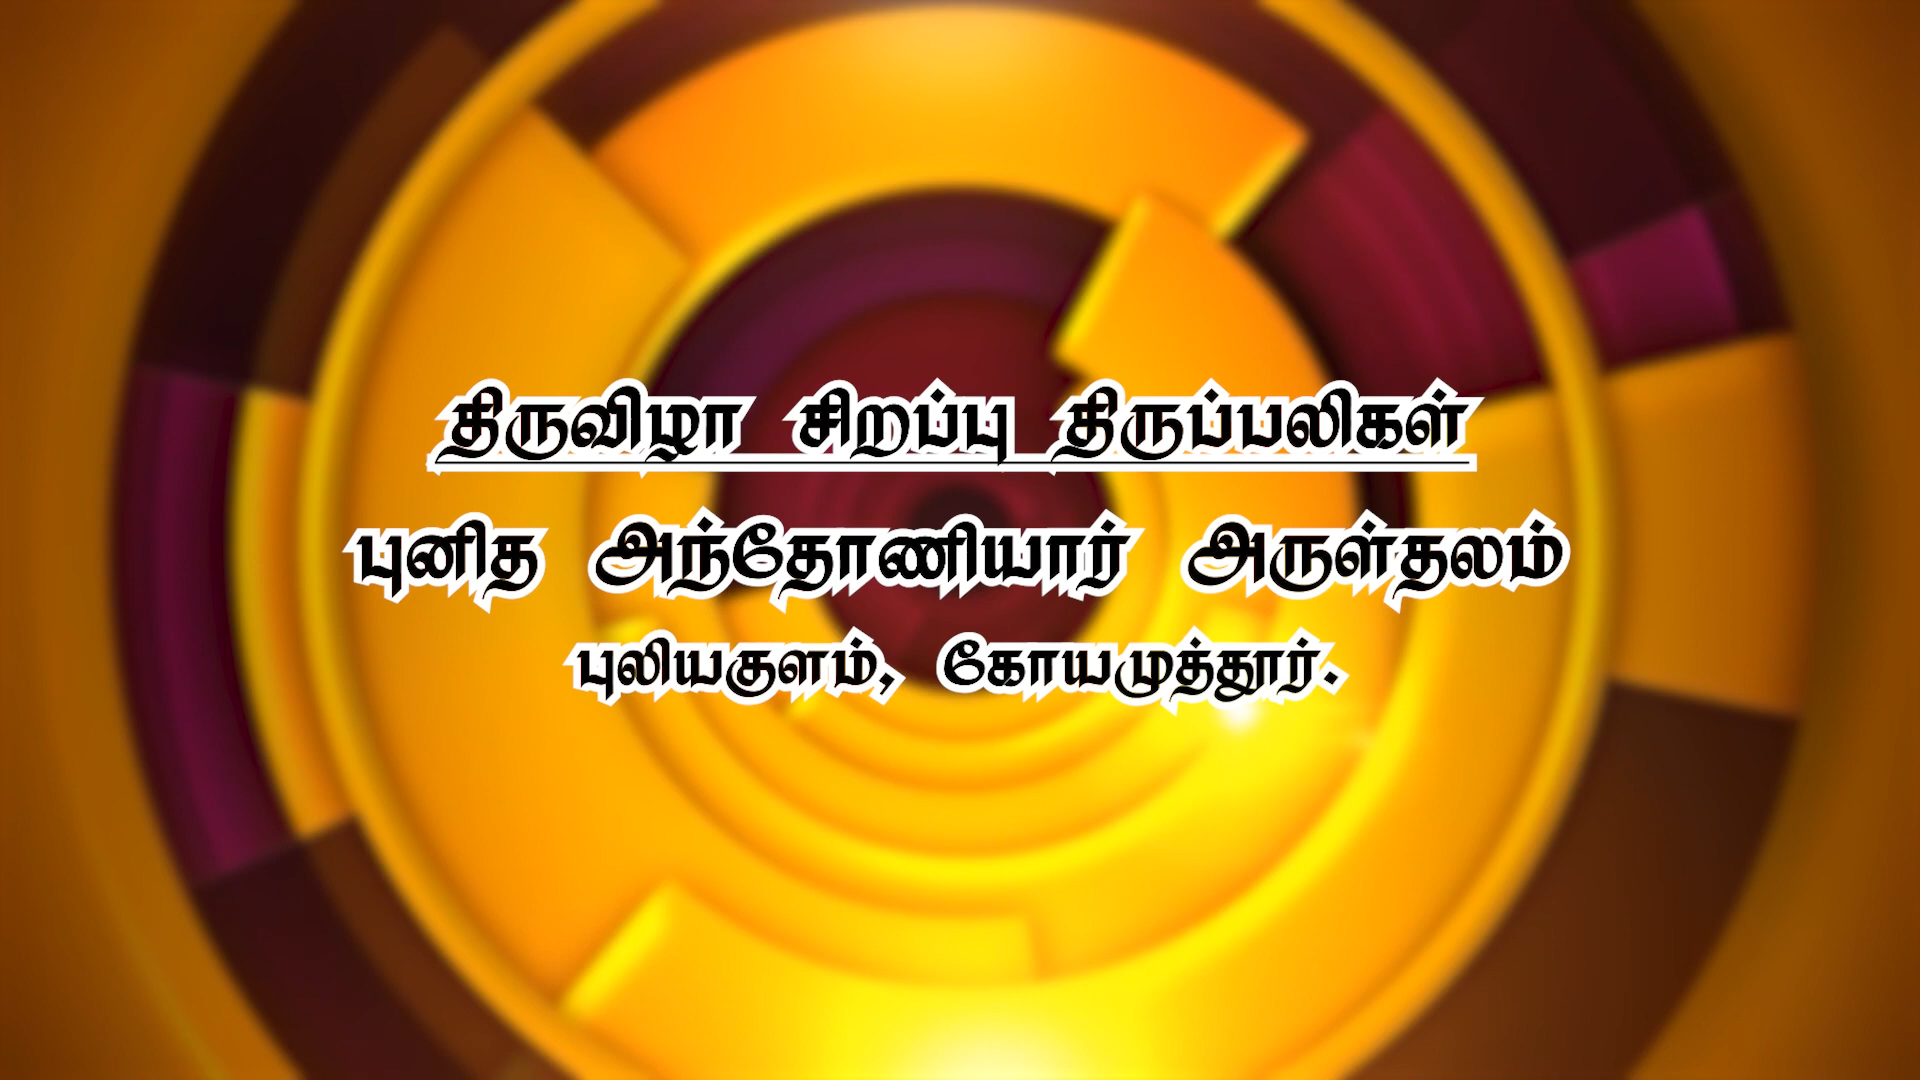 திருவிழா சிறப்பு திருப்பலிகள்
புனித அந்தோணியார் அருள்தலம்
புலியகுளம், கோயமுத்தூர்.